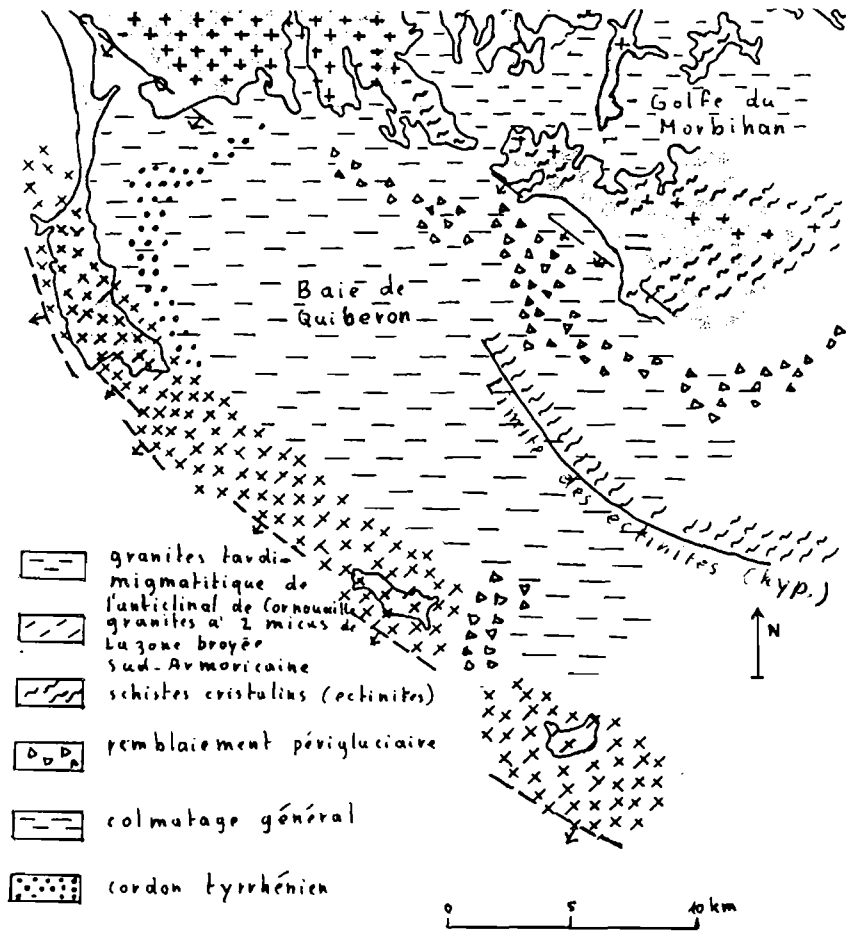 Golfe du
Morbihan
Baie de
Quiberon
Limite des ectinites (hyp.)
N
granites tardi-
migmatitique de
l'anticlinal de Cornouaille
granites à 2 micas de
la zone broyée
Sud-Armoricaine
schistes cristallins (ectinites)
remblaiement périglaciaire
colmatage général
cordon tyrrhénien
0 5 10 km